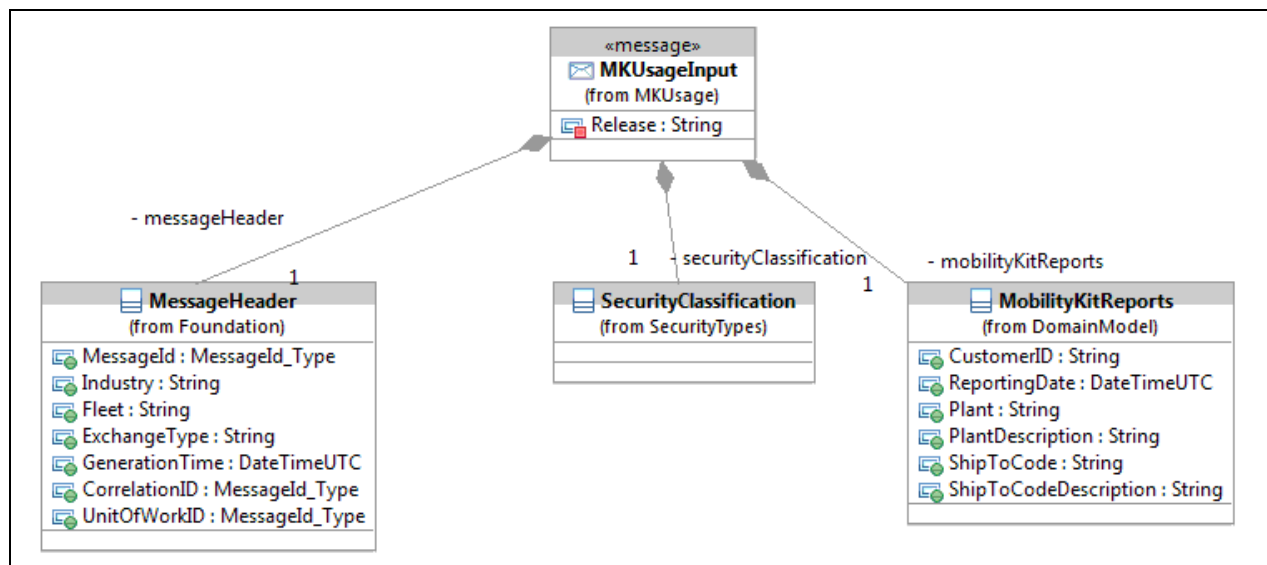 «message»
MKUsageInput
(from MKUsage)
Release : String
- messageHeader
1
1
- securityClassification
1
- mobilityKitReports
MessageHeader
(from Foundation)
MessageId : MessageId_Type
Industry : String
Fleet : String
ExchangeType : String
GenerationTime : DateTimeUTC
CorrelationID : MessageId_Type
UnitOfWorkID : MessageId_Type
SecurityClassification
(from SecurityTypes)
MobilityKitReports
(from DomainModel)
CustomerID : String
ReportingDate : DateTimeUTC
Plant : String
PlantDescription : String
ShipToCode : String
ShipToCodeDescription : String